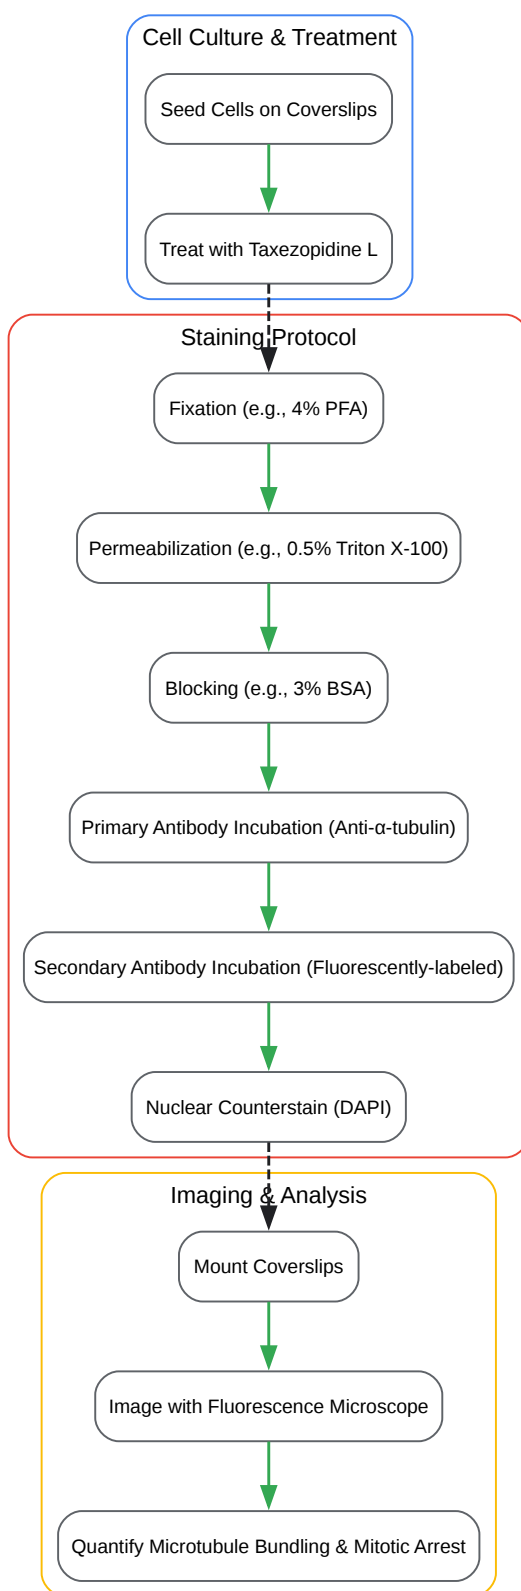 Cell Culture & Treatment
Seed Cells on Coverslips
Treat with Taxezopidine L
Staining Protocol
Fixation (e.g., 4% PFA)
Permeabilization (e.g., 0.5% Triton X-100)
Blocking (e.g., 3% BSA)
Primary Antibody Incubation (Anti-α-tubulin)
Secondary Antibody Incubation (Fluorescently-labeled)
Nuclear Counterstain (DAPI)
Imaging & Analysis
Mount Coverslips
Image with Fluorescence Microscope
Quantify Microtubule Bundling & Mitotic Arrest